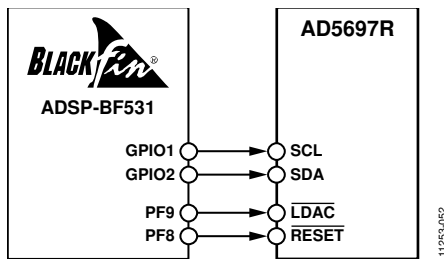 BLACKfin®
ADSP-BF531
AD5697R
GPIO1
SCL
GPIO2
SDA
PF9
LDAC
PF8
RESET
11253-052